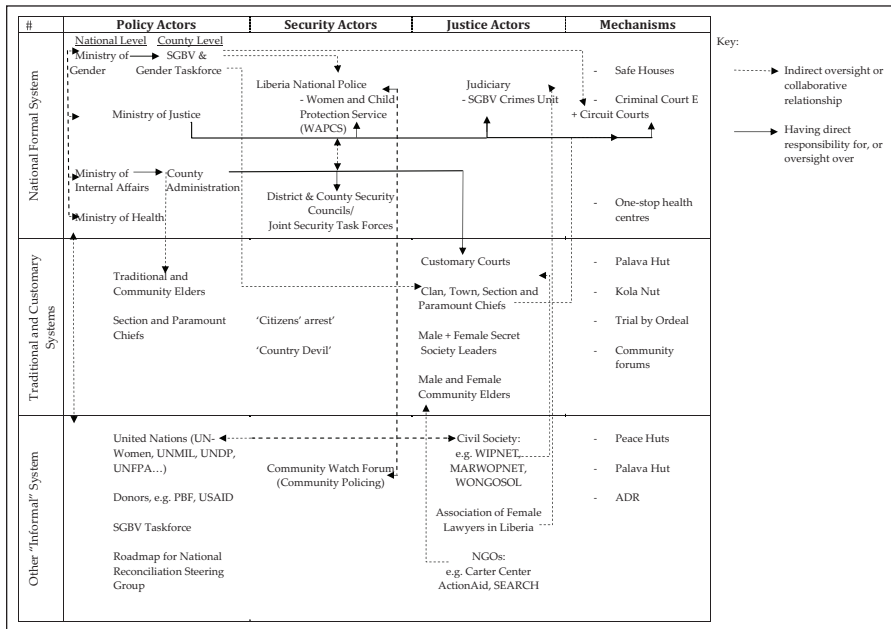 #
Policy Actors
Security Actors
Justice Actors
Mechanisms
National Formal System
National Level
County Level
Ministry of
Gender
SGBV &
Gender Taskforce
Ministry of Justice
Ministry of
Internal Affairs
County
Administration
Ministry of Health
Liberia National Police
- Women and Child
Protection Service
(WAPCS)
District & County Security
Councils/
Joint Security Task Forces
Judiciary
- SGBV Crimes Unit
- Safe Houses
- Criminal Court E
+ Circuit Courts
- One-stop health
centres
Traditional and Customary
Systems
Traditional and
Community Elders
Section and Paramount
Chiefs
'Citizens' arrest'
'Country Devil'
Customary Courts
Clan, Town, Section and
Paramount Chiefs
Male + Female Secret
Society Leaders
Male and Female
Community Elders
- Palava Hut
- Kola Nut
- Trial by Ordeal
- Community
forums
Other "Informal" System
United Nations (UN-
Women, UNMIL, UNDP,
UNFPA…)
Donors, e.g. PBF, USAID
SGBV Taskforce
Roadmap for National
Reconciliation Steering
Group
Community Watch Forum
(Community Policing)
Civil Society:
e.g. WIPNET,
MARWOPNET,
WONGOSOL
Association of Female
Lawyers in Liberia
NGOs:
e.g. Carter Center
ActionAid, SEARCH
- Peace Huts
- Palava Hut
- ADR
Key:
Indirect oversight or
collaborative
relationship
Having direct
responsibility for, or
oversight over